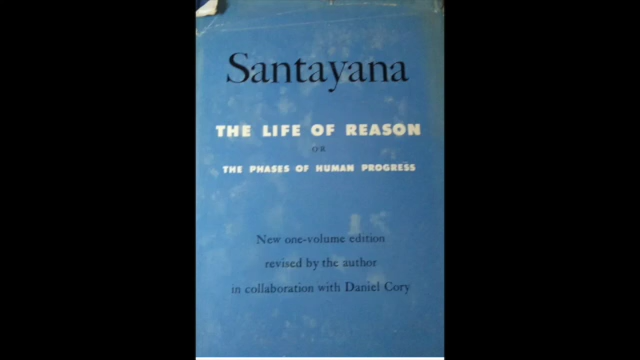 Santayana
THE LIFE OF REASON
OR
THE PHASES OF HUMAN PROGRESS
New one-volume edition
revised by the author
in collaboration with Daniel Cory